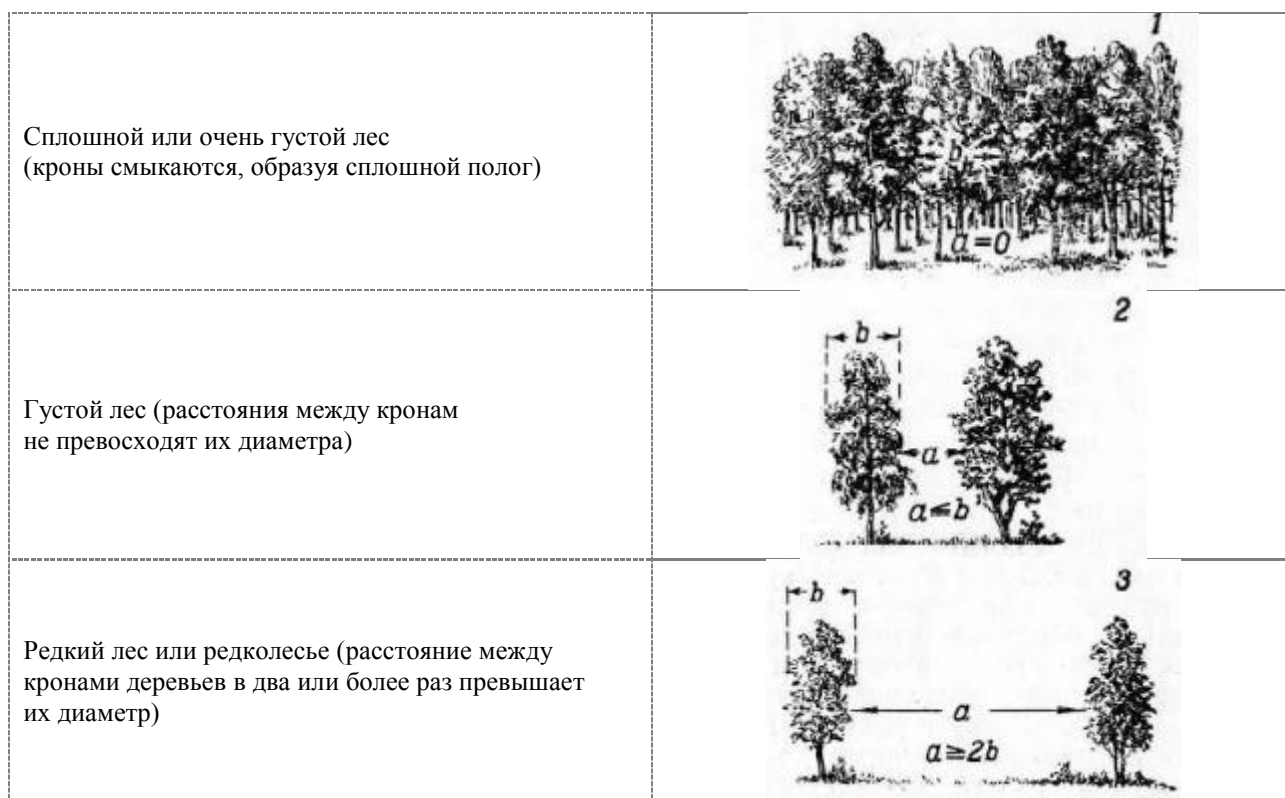 1
Сплошной или очень густой лес
(кроны смыкаются, образуя сплошной полог)
b
a=0
2
b
Густой лес (расстояния между кронам
не превосходят их диаметра)
a
a≤b
3
b
Редкий лес или редколесье (расстояние между
кронами деревьев в два или более раз превышает
их диаметр)
a
a≥2b